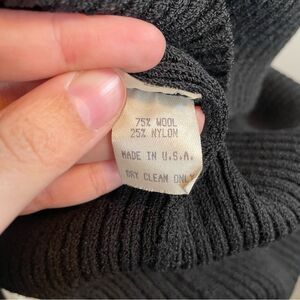 75% WOOL
25% NYLON
MADE IN U.S.A.
DRY CLEAN ONLY